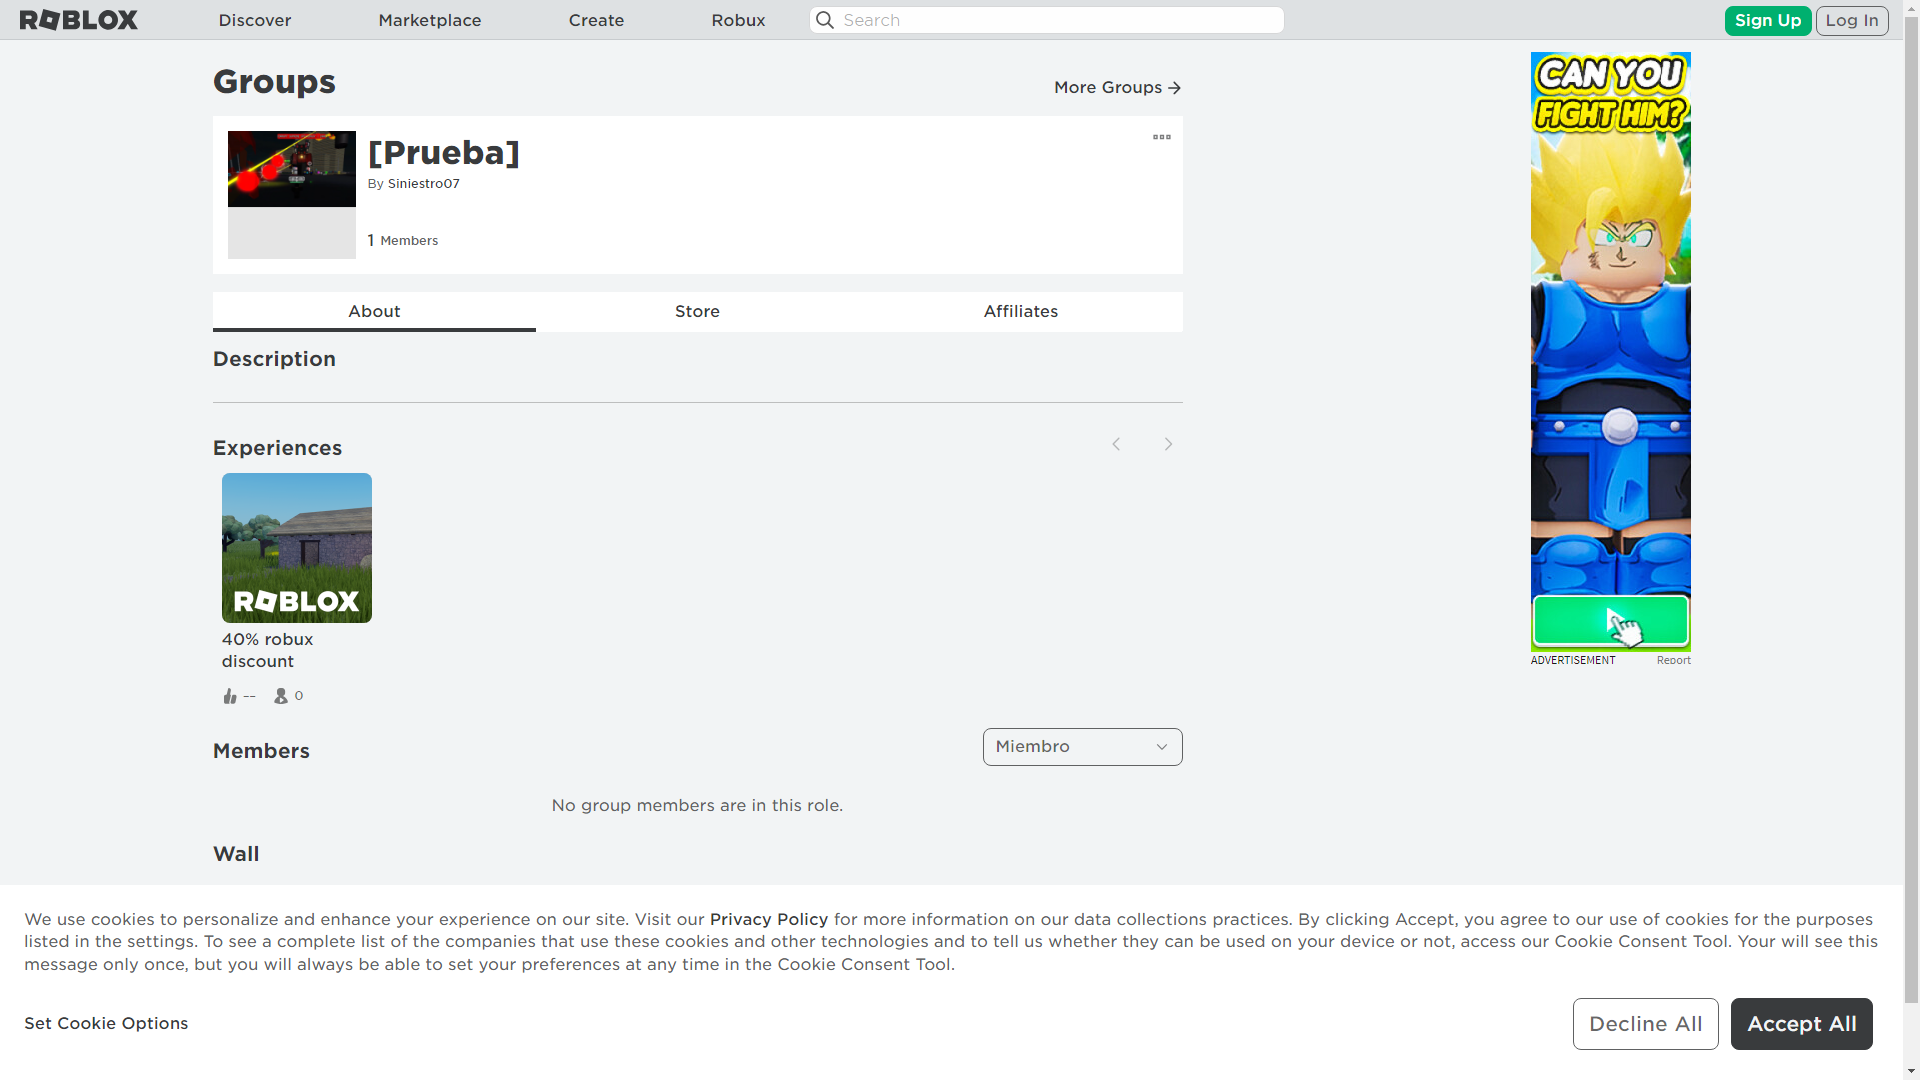 ROBLOX
Discover
Marketplace
Create
Robux
Search
Sign Up
Log In
Groups
More Groups
[Prueba]
By Siniestro07
1 Members
About
Store
Affiliates
Description
Experiences
ROBLOX
40% robux
discount
--
0
Members
Miembro
No group members are in this role.
Wall
CAN YOU
FIGHT HIM?
ADVERTISEMENT
Report
We use cookies to personalize and enhance your experience on our site. Visit our Privacy Policy for more information on our data collections practices. By clicking Accept, you agree to our use of cookies for the purposes
listed in the settings. To see a complete list of the companies that use these cookies and other technologies and to tell us whether they can be used on your device or not, access our Cookie Consent Tool. Your will see this
message only once, but you will always be able to set your preferences at any time in the Cookie Consent Tool.
Set Cookie Options
Decline All
Accept All